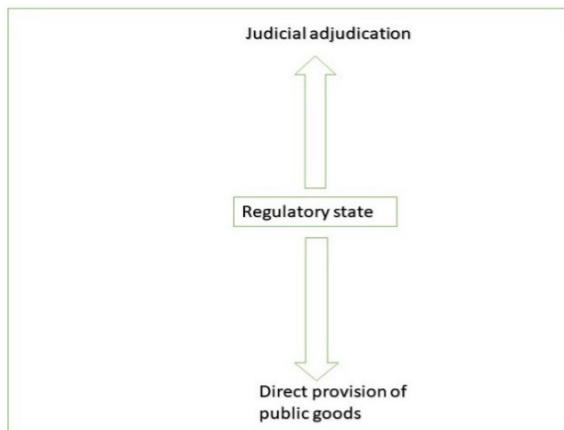 Judicial adjudication
Regulatory state
Direct provision of
public goods